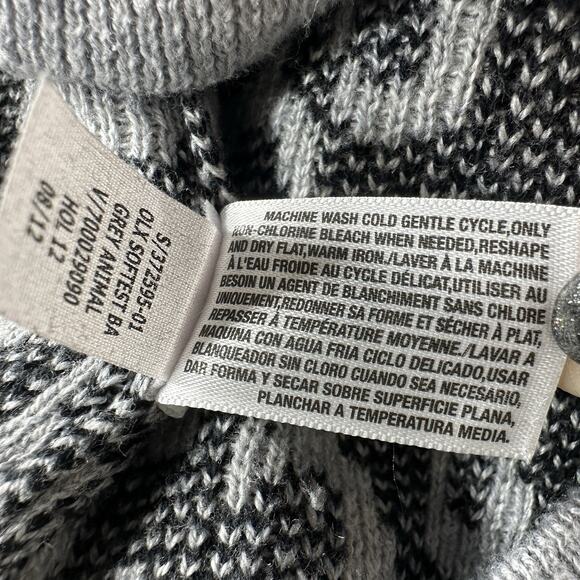 S/372595-01
OLX SOFTEST BA
GREY ANIMAL
V/700029090
HOL 12
08/12
MACHINE WASH COLD GENTLE CYCLE,ONLY
NON-CHLORINE BLEACH WHEN NEEDED,RESHAPE
AND DRY FLAT,WARM IRON./LAVER À LA MACHINE
À L'EAU FROIDE AU CYCLE DÉLICAT,UTILISER AU
BESOIN UN AGENT DE BLANCHIMENT SANS CHLORE
UNIQUEMENT,REDONNER SA FORME ET SÉCHER À PLAT,
REPASSER À TEMPÉRATURE MOYENNE./LAVAR A
MAQUINA CON AGUA FRIA CICLO DELICADO,USAR
BLANQUEADOR SIN CLORO CUANDO SEA NECESARIO,
DAR FORMA Y SECAR SOBRE SUPERFICIE PLANA,
PLANCHAR A TEMPERATURA MEDIA.